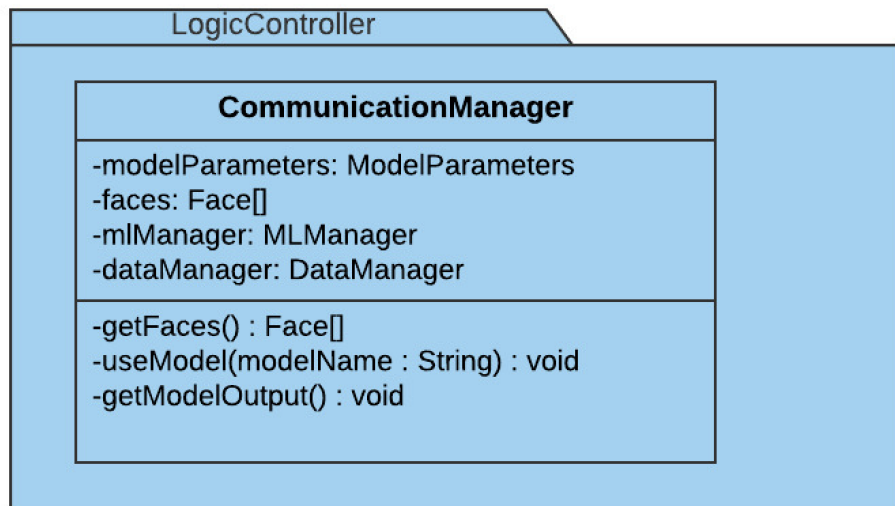 LogicController
CommunicationManager
-modelParameters: ModelParameters
-faces: Face[]
-mlManager: MLManager
-dataManager: DataManager
-getFaces() : Face[]
-useModel(modelName : String) : void
-getModelOutput() : void